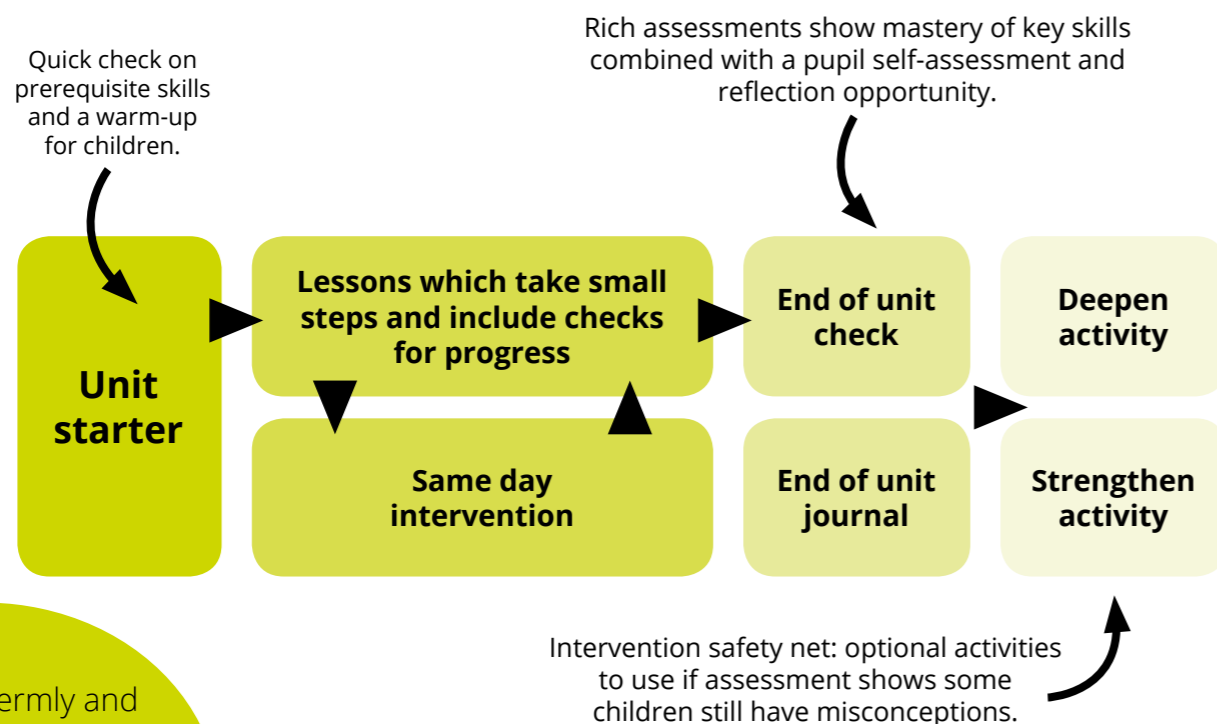 Quick check on
prerequisite skills
and a warm-up
for children.
Rich assessments show mastery of key skills
combined with a pupil self-assessment and
reflection opportunity.
Unit
starter
Lessons which take small
steps and include checks
for progress
Same day
intervention
End of unit
check
End of unit
journal
Deepen
activity
Strengthen
activity
Intervention safety net: optional activities
to use if assessment shows some
children still have misconceptions.
and